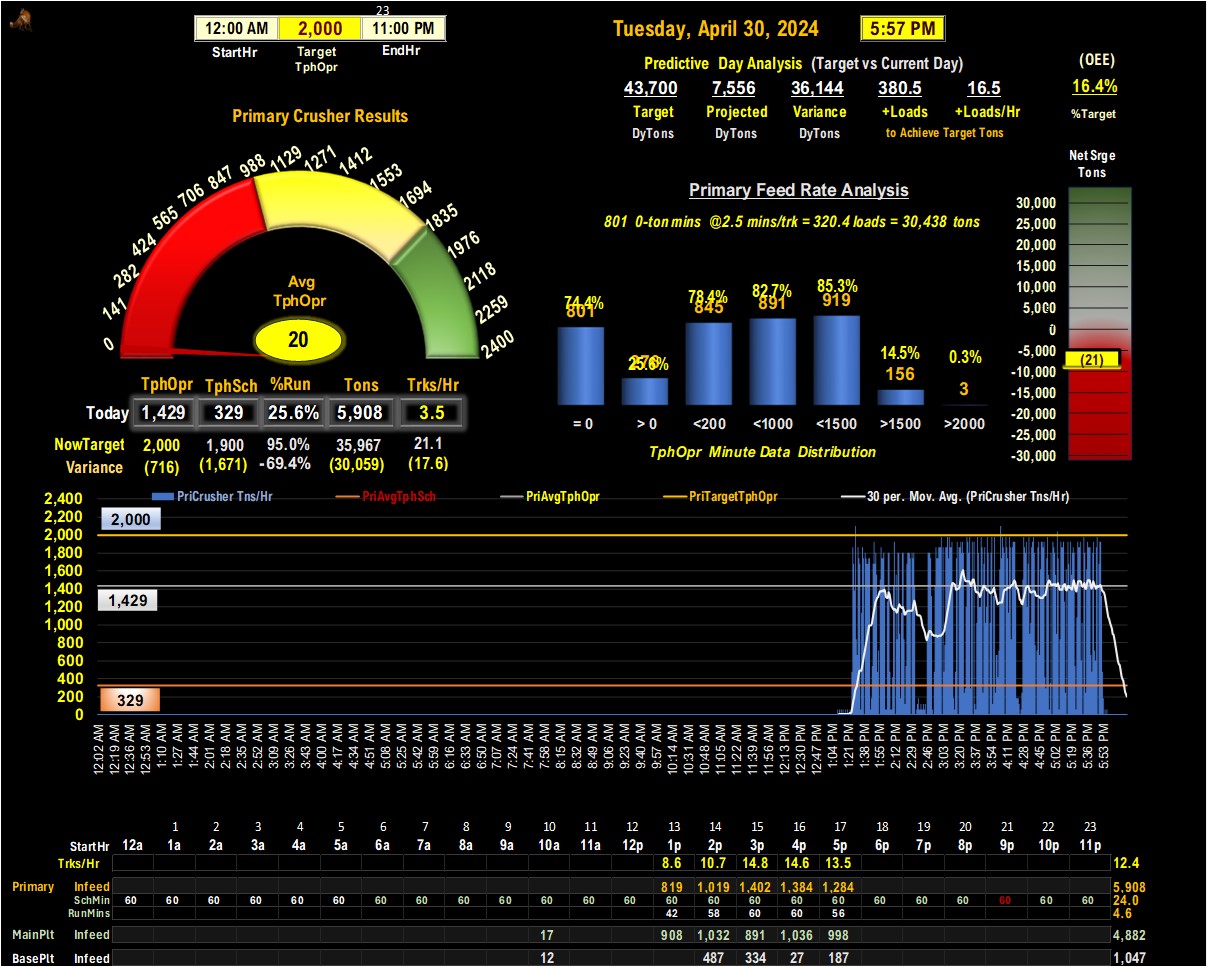 23
12:00 AM 2,000 11:00 PM
StartHr Target EndHr
TphOpr
Tuesday, April 30, 2024 5:57 PM
Predictive Day Analysis (Target vs Current Day)
43,700 7,556 36,144 380.5 16.5
Target Projected Variance +Loads +Loads/Hr
DyTons DyTons DyTons to Achieve Target Tons
(OEE)
16.4%
%Target
Primary Crusher Results
0 141 282 424 565 706 847 988 1129 1271 1412 1553 1694 1835 1976 2118 2259 2400
Avg
TphOpr
20
TphOpr TphSch %Run Tons Trks/Hr
Today 1,429 329 25.6% 5,908 3.5
NowTarget 2,000 1,900 95.0% 35,967 21.1
Variance (716) (1,671) -69.4% (30,059) (17.6)
Primary Feed Rate Analysis
801 0-ton mins @2.5 mins/trk = 320.4 loads = 30,438 tons
74.4% 25.6% 78.4% 82.7% 85.3% 14.5% 0.3%
801 276 845 891 919 156 3
= 0 > 0 <200 <1000 <1500 >1500 >2000
TphOpr Minute Data Distribution
Net Srge
Tons
30,000
25,000
20,000
15,000
10,000
5,000
0
-5,000
(21)
-10,000
-15,000
-20,000
-25,000
-30,000
PriCrusher Tns/Hr PriAvgTphSch PriAvgTphOpr PriTargetTphOpr 30 per. Mov. Avg. (PriCrusher Tns/Hr)
2,400
2,200
2,000
1,800
1,600
1,400
1,200
1,000
800
600
400
200
0
2,000
1,429
329
12:02 AM 12:19 AM 12:36 AM 12:53 AM 1:10 AM 1:27 AM 1:44 AM 2:01 AM 2:18 AM 2:35 AM 2:52 AM 3:09 AM 3:26 AM 3:43 AM 4:00 AM 4:17 AM 4:34 AM 4:51 AM 5:08 AM 5:25 AM 5:42 AM 5:59 AM 6:16 AM 6:33 AM 6:50 AM 7:07 AM 7:24 AM 7:41 AM 7:58 AM 8:15 AM 8:32 AM 8:49 AM 9:06 AM 9:23 AM 9:40 AM 9:57 AM 10:14 AM 10:31 AM 10:48 AM 11:05 AM 11:22 AM 11:39 AM 11:56 AM 12:13 PM 12:30 PM 12:47 PM 1:04 PM 1:21 PM 1:38 PM 1:55 PM 2:12 PM 2:29 PM 2:46 PM 3:03 PM 3:20 PM 3:37 PM 3:54 PM 4:11 PM 4:28 PM 4:45 PM 5:02 PM 5:19 PM 5:36 PM 5:53 PM
1 2 3 4 5 6 7 8 9 10 11 12 13 14 15 16 17 18 19 20 21 22 23
StartHr 12a 1a 2a 3a 4a 5a 6a 7a 8a 9a 10a 11a 12p 1p 2p 3p 4p 5p 6p 7p 8p 9p 10p 11p
Trks/Hr 8.6 10.7 14.8 14.6 13.5 12.4
Primary Infeed 819 1,019 1,402 1,384 1,284 5,908
SchMin 60 60 60 60 60 60 60 60 60 60 60 60 60 60 60 60 60 60 60 60 60 60 60 60 24.0
RunMins 42 58 60 60 56 4.6
MainPlt Infeed 17 908 1,032 891 1,036 998 4,882
BasePlt Infeed 12 487 334 27 187 1,047